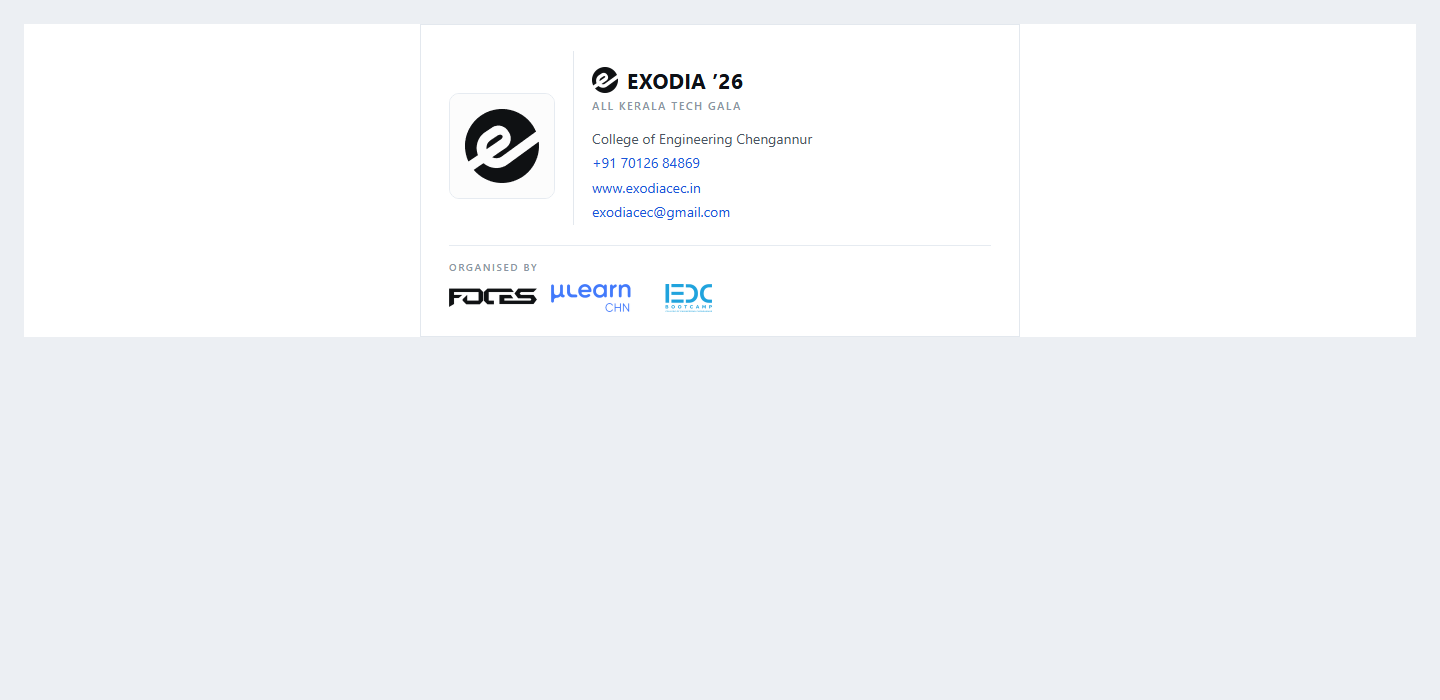 EXODIA ’26
ALL KERALA TECH GALA
College of Engineering Chengannur
+91 70126 84869
www.exodiacec.in
exodiacec@gmail.com
ORGANISED BY
FOCES
µLearn
CHN
IEDC
BOOTCAMP